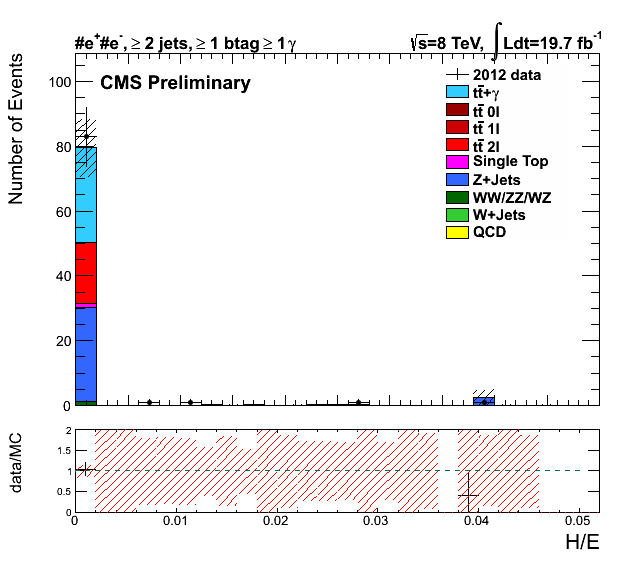 #e+#e-, ≥ 2 jets, ≥ 1 btag ≥ 1 γ
√s=8 TeV, ∫ Ldt=19.7 fb-1
CMS Preliminary
2012 data
tt̄+γ
tt̄ 0l
tt̄ 1l
tt̄ 2l
Single Top
Z+Jets
WW/ZZ/WZ
W+Jets
QCD
Number of Events
100
80
60
40
20
0
data/MC
2
1.5
1
0.5
0
0 0.01 0.02 0.03 0.04 0.05
H/E